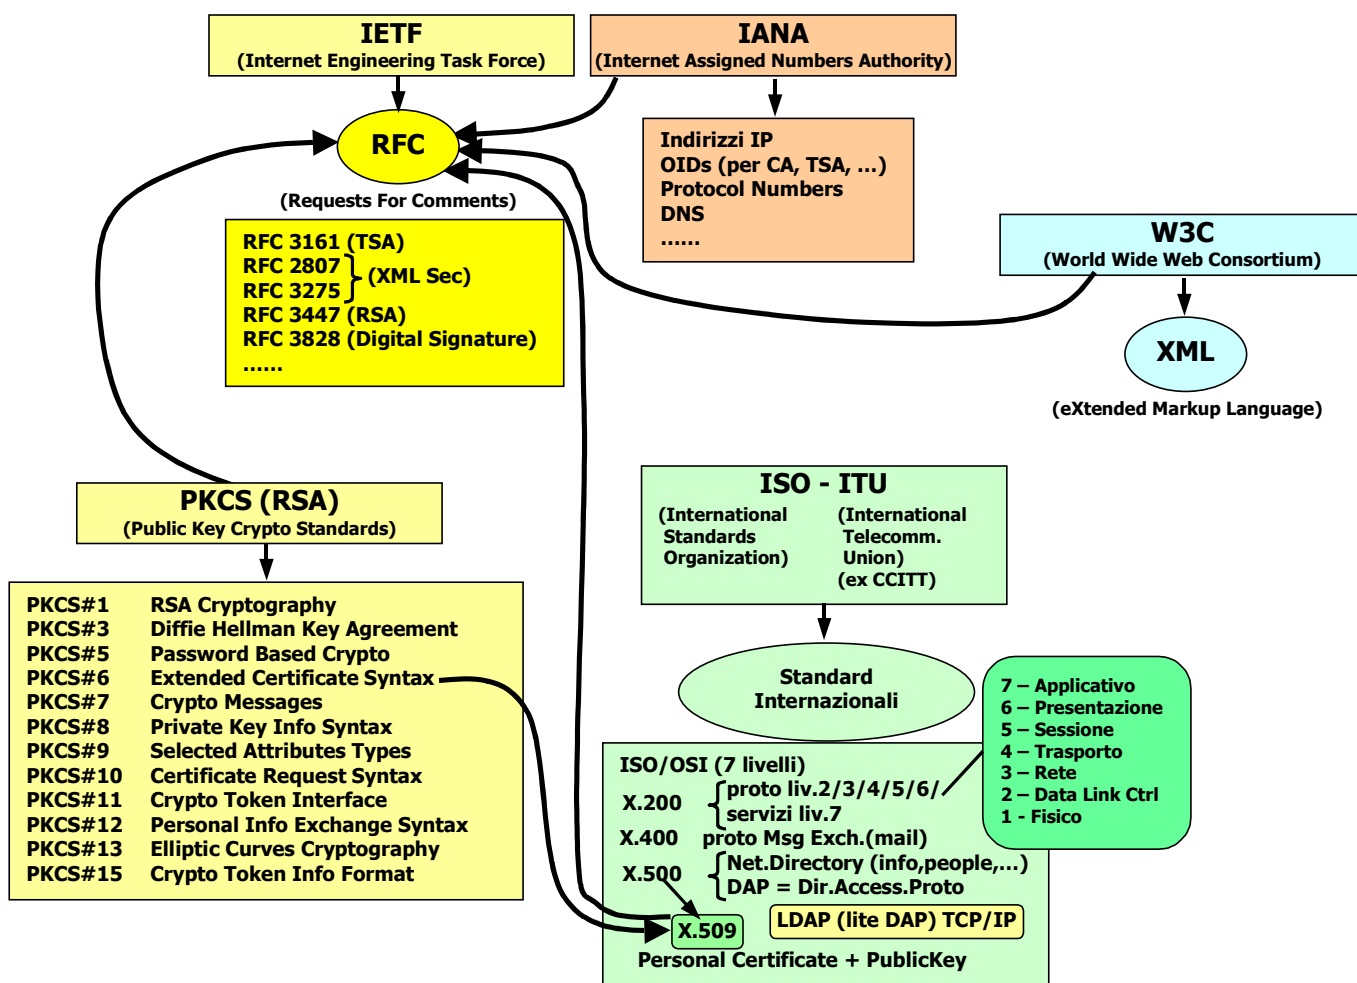 IETF
(Internet Engineering Task Force)
IANA
(Internet Assigned Numbers Authority)
RFC
(Requests For Comments)
RFC 3161 (TSA)
RFC 2807
RFC 3275
(XML Sec)
RFC 3447 (RSA)
RFC 3828 (Digital Signature)
......
Indirizzi IP
OIDs (per CA, TSA, ...)
Protocol Numbers
DNS
......
W3C
(World Wide Web Consortium)
XML
(eXtended Markup Language)
PKCS (RSA)
(Public Key Crypto Standards)
PKCS#1 RSA Cryptography
PKCS#3 Diffie Hellman Key Agreement
PKCS#5 Password Based Crypto
PKCS#6 Extended Certificate Syntax
PKCS#7 Crypto Messages
PKCS#8 Private Key Info Syntax
PKCS#9 Selected Attributes Types
PKCS#10 Certificate Request Syntax
PKCS#11 Crypto Token Interface
PKCS#12 Personal Info Exchange Syntax
PKCS#13 Elliptic Curves Cryptography
PKCS#15 Crypto Token Info Format
ISO - ITU
(International
Standards
Organization)
(International
Telecomm.
Union)
(ex CCITT)
Standard
Internazionali
7 – Applicativo
6 – Presentazione
5 – Sessione
4 – Trasporto
3 – Rete
2 – Data Link Ctrl
1 - Fisico
ISO/OSI (7 livelli)
X.200
proto liv.2/3/4/5/6/
servizi liv.7
X.400 proto Msg Exch.(mail)
X.500
Net.Directory (info,people,...)
DAP = Dir.Access.Proto
X.509
LDAP (lite DAP) TCP/IP
Personal Certificate + PublicKey